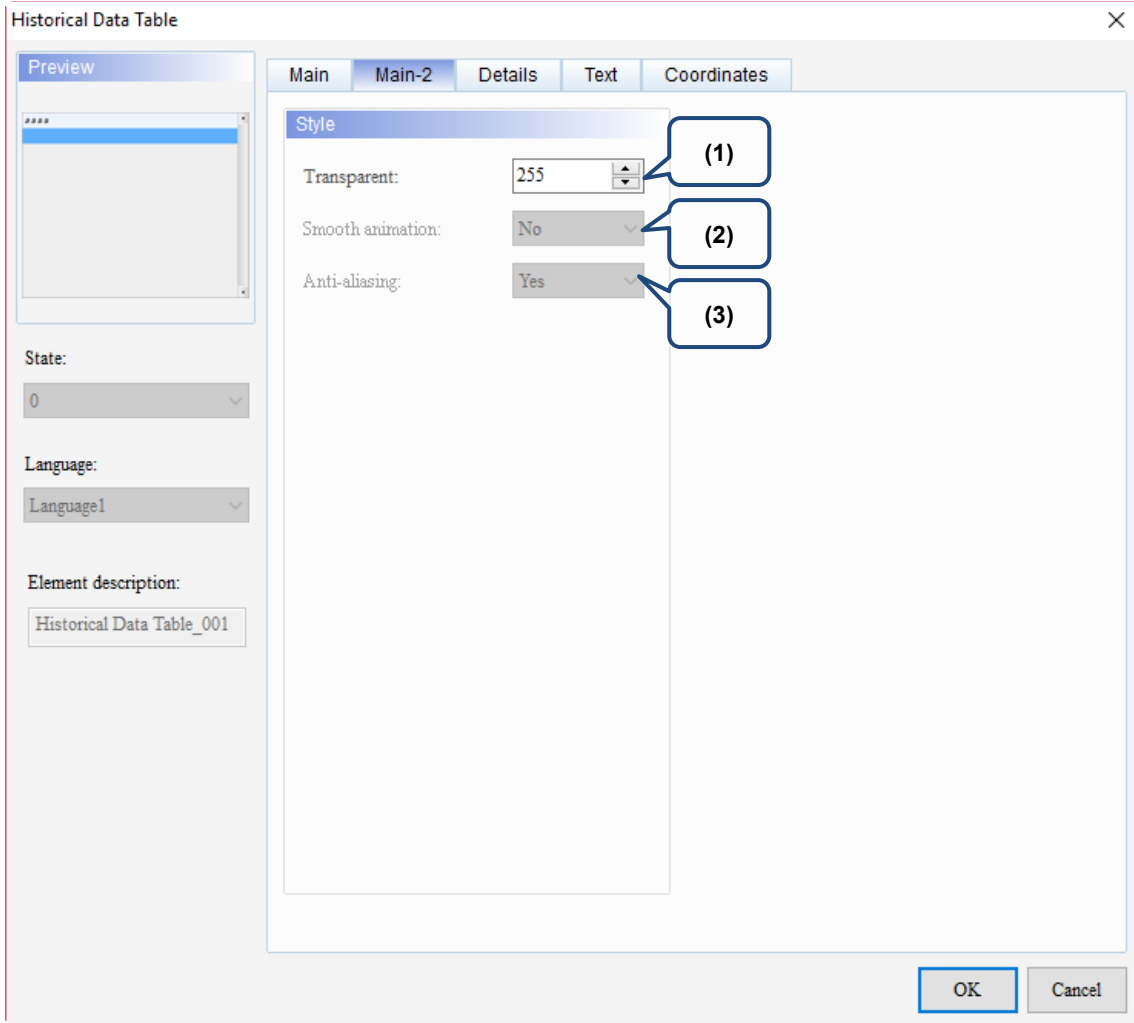 Historical Data Table
Preview
####
State:
0
Language:
Language1
Element description:
Historical Data Table_001
Main Main-2 Details Text Coordinates
Style
Transparent: 255
Smooth animation: No
Anti-aliasing: Yes
(1)
(2)
(3)
OK Cancel